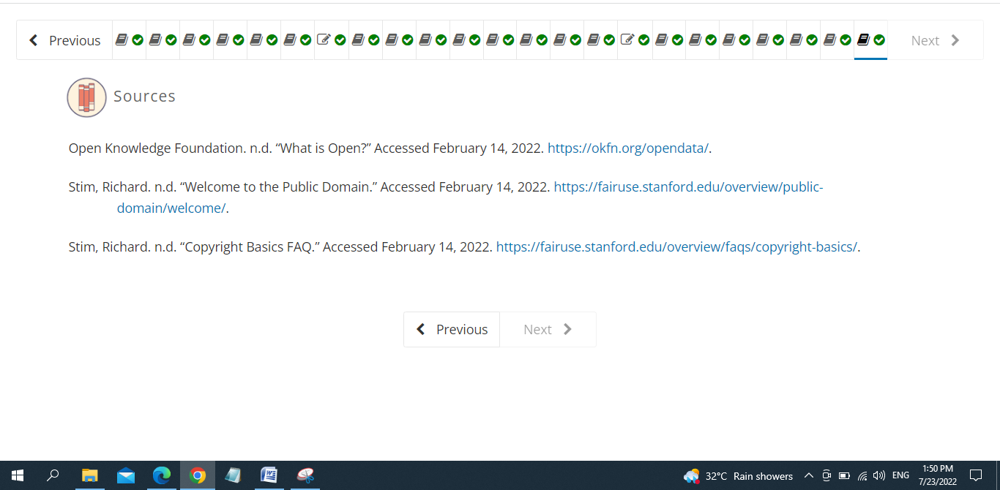 Previous
Next
Sources
Open Knowledge Foundation. n.d. “What is Open?” Accessed February 14, 2022. https://okfn.org/opendata/.
Stim, Richard. n.d. “Welcome to the Public Domain.” Accessed February 14, 2022. https://fairuse.stanford.edu/overview/public-
domain/welcome/.
Stim, Richard. n.d. “Copyright Basics FAQ.” Accessed February 14, 2022. https://fairuse.stanford.edu/overview/faqs/copyright-basics/.
Previous
Next
32°C Rain showers
ENG
1:50 PM
7/23/2022